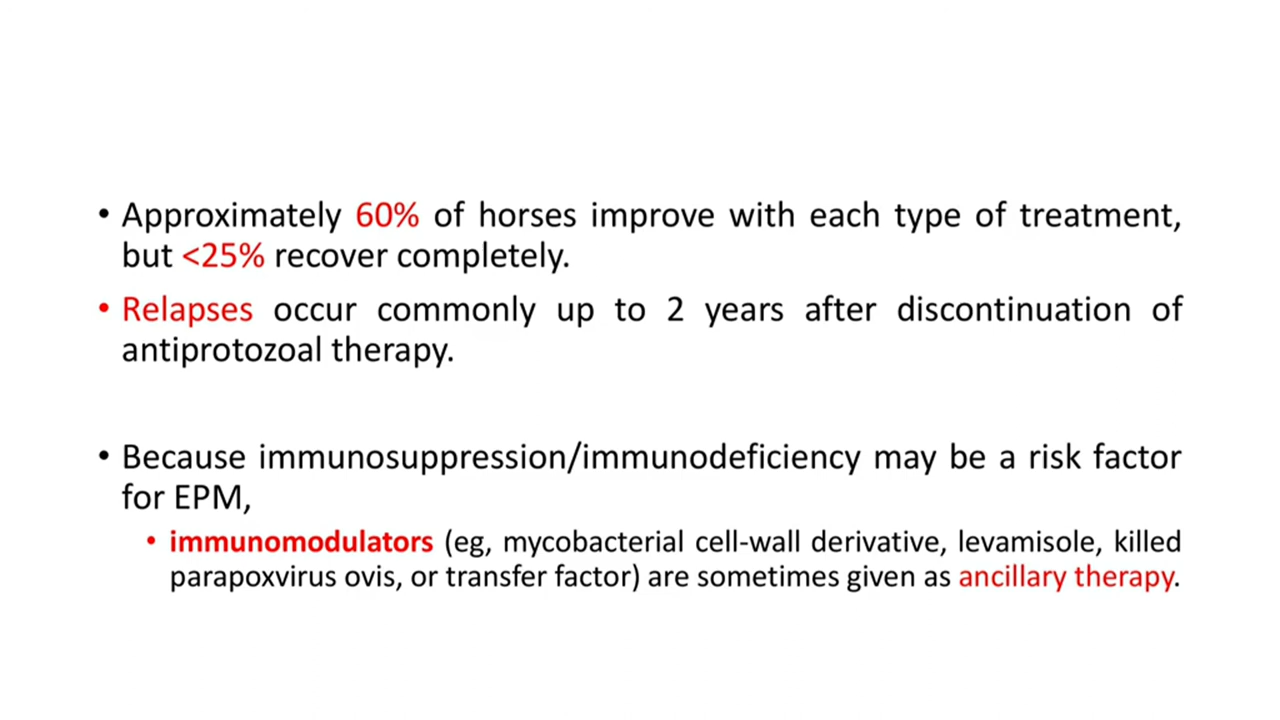 • Approximately 60% of horses improve with each type of treatment,
but <25% recover completely.
• Relapses occur commonly up to 2 years after discontinuation of
antiprotozoal therapy.
• Because immunosuppression/immunodeficiency may be a risk factor
for EPM,
• immunomodulators (eg, mycobacterial cell-wall derivative, levamisole, killed
parapoxvirus ovis, or transfer factor) are sometimes given as ancillary therapy.